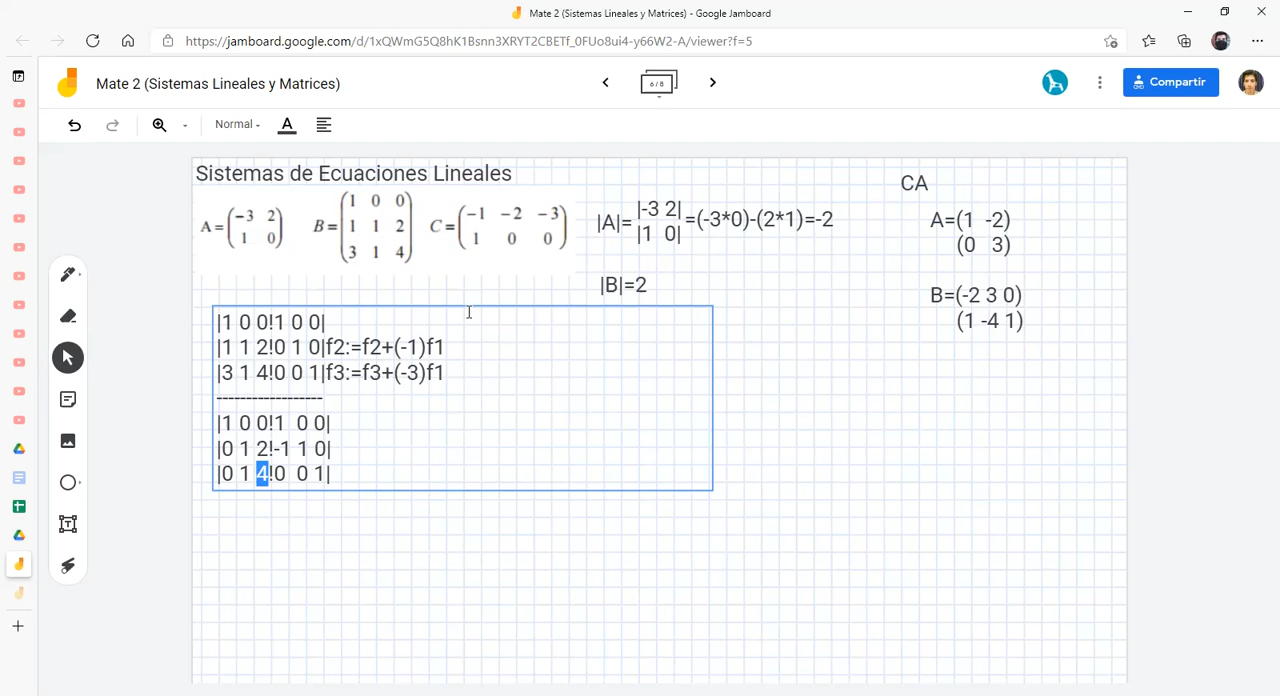 Mate 2 (Sistemas Lineales y Matrices) - Google Jamboard
https://jamboard.google.com/d/1xQWmG5Q8hK1Bsnn3XRYT2CBETf_0FUo8ui4-y66W2-A/viewer?f=5
Mate 2 (Sistemas Lineales y Matrices)
6 / 8
Compartir
Normal
A
Sistemas de Ecuaciones Lineales
A = (-3 2)
(1 0)
B = (1 0 0)
(1 1 2)
(3 1 4)
C = (-1 -2 -3)
(1 0 0)
|A|= |-3 2| =(-3*0)-(2*1)=-2
|1 0|
|B|=2
CA
A=(1 -2)
(0 3)
B=(-2 3 0)
(1 -4 1)
|1 0 0!1 0 0|
|1 1 2!0 1 0|f2:=f2+(-1)f1
|3 1 4!0 0 1|f3:=f3+(-3)f1
------------------
|1 0 0!1 0 0|
|0 1 2!-1 1 0|
|0 1 4!0 0 1|